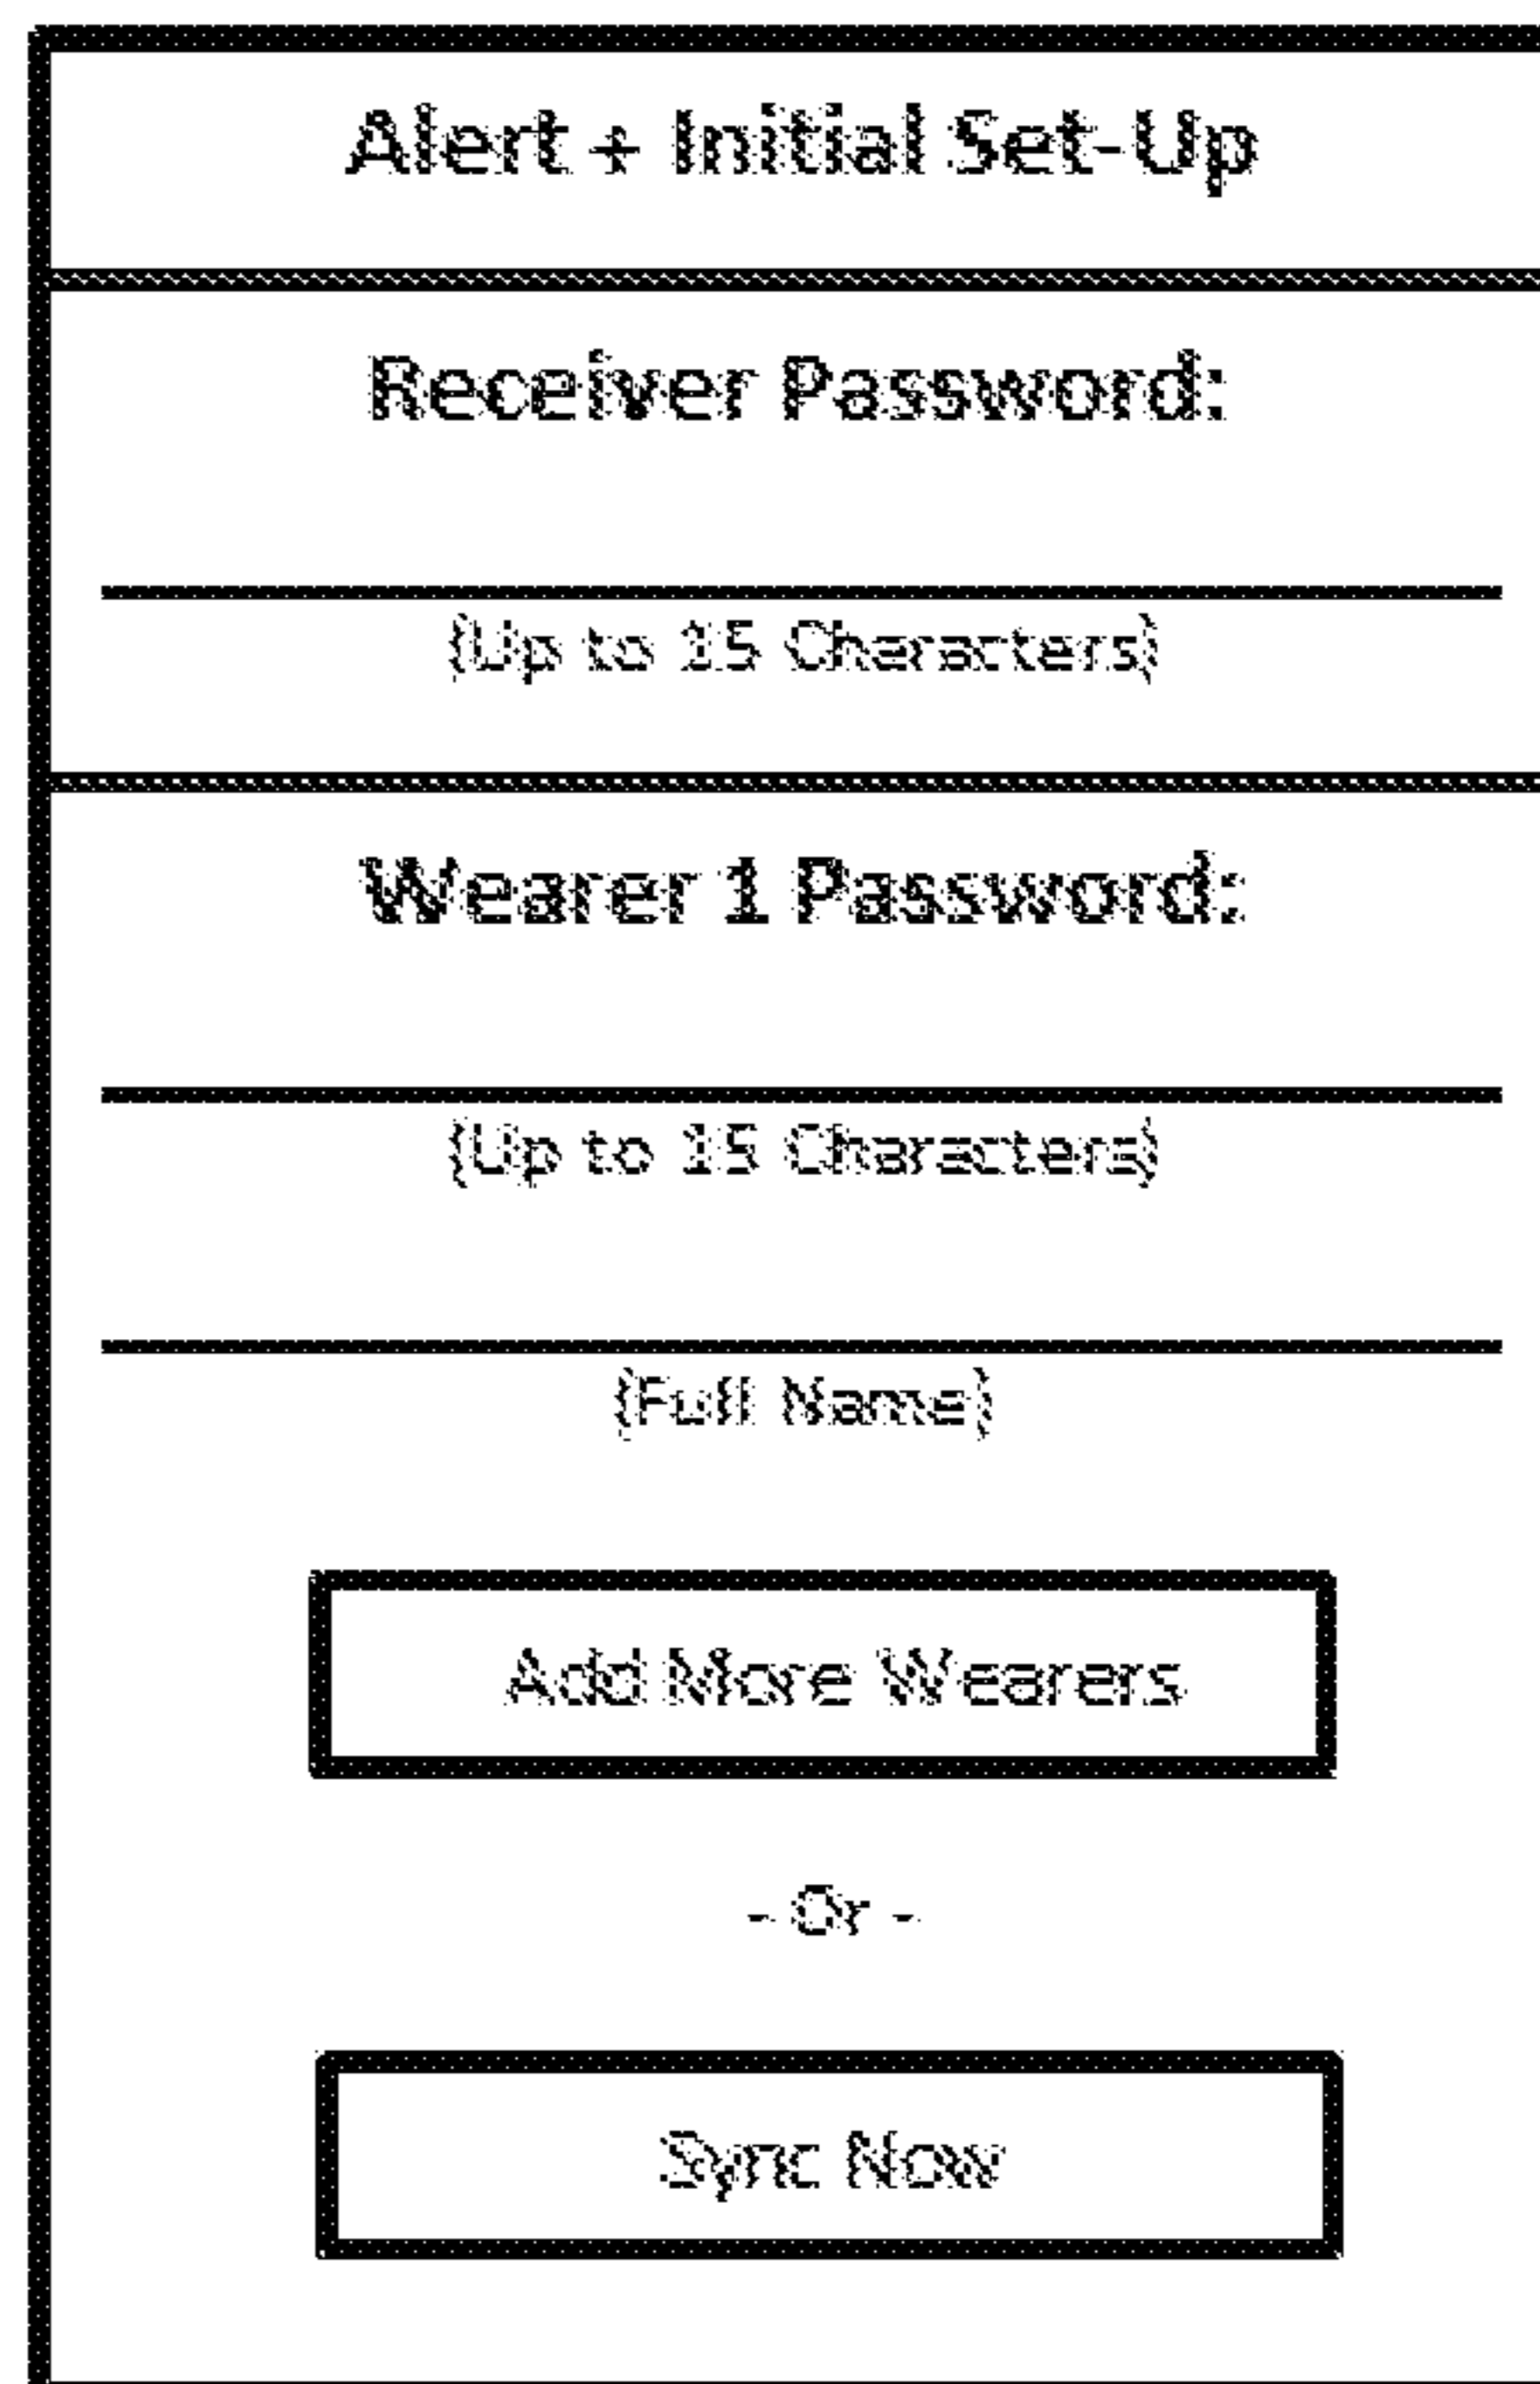 Alert + Initial Set-Up
Receiver Password:
(Up to 15 Characters)
Wearer 1 Password:
(Up to 15 Characters)
(Full Name)
Add More Wearers
- Or -
Sync Now